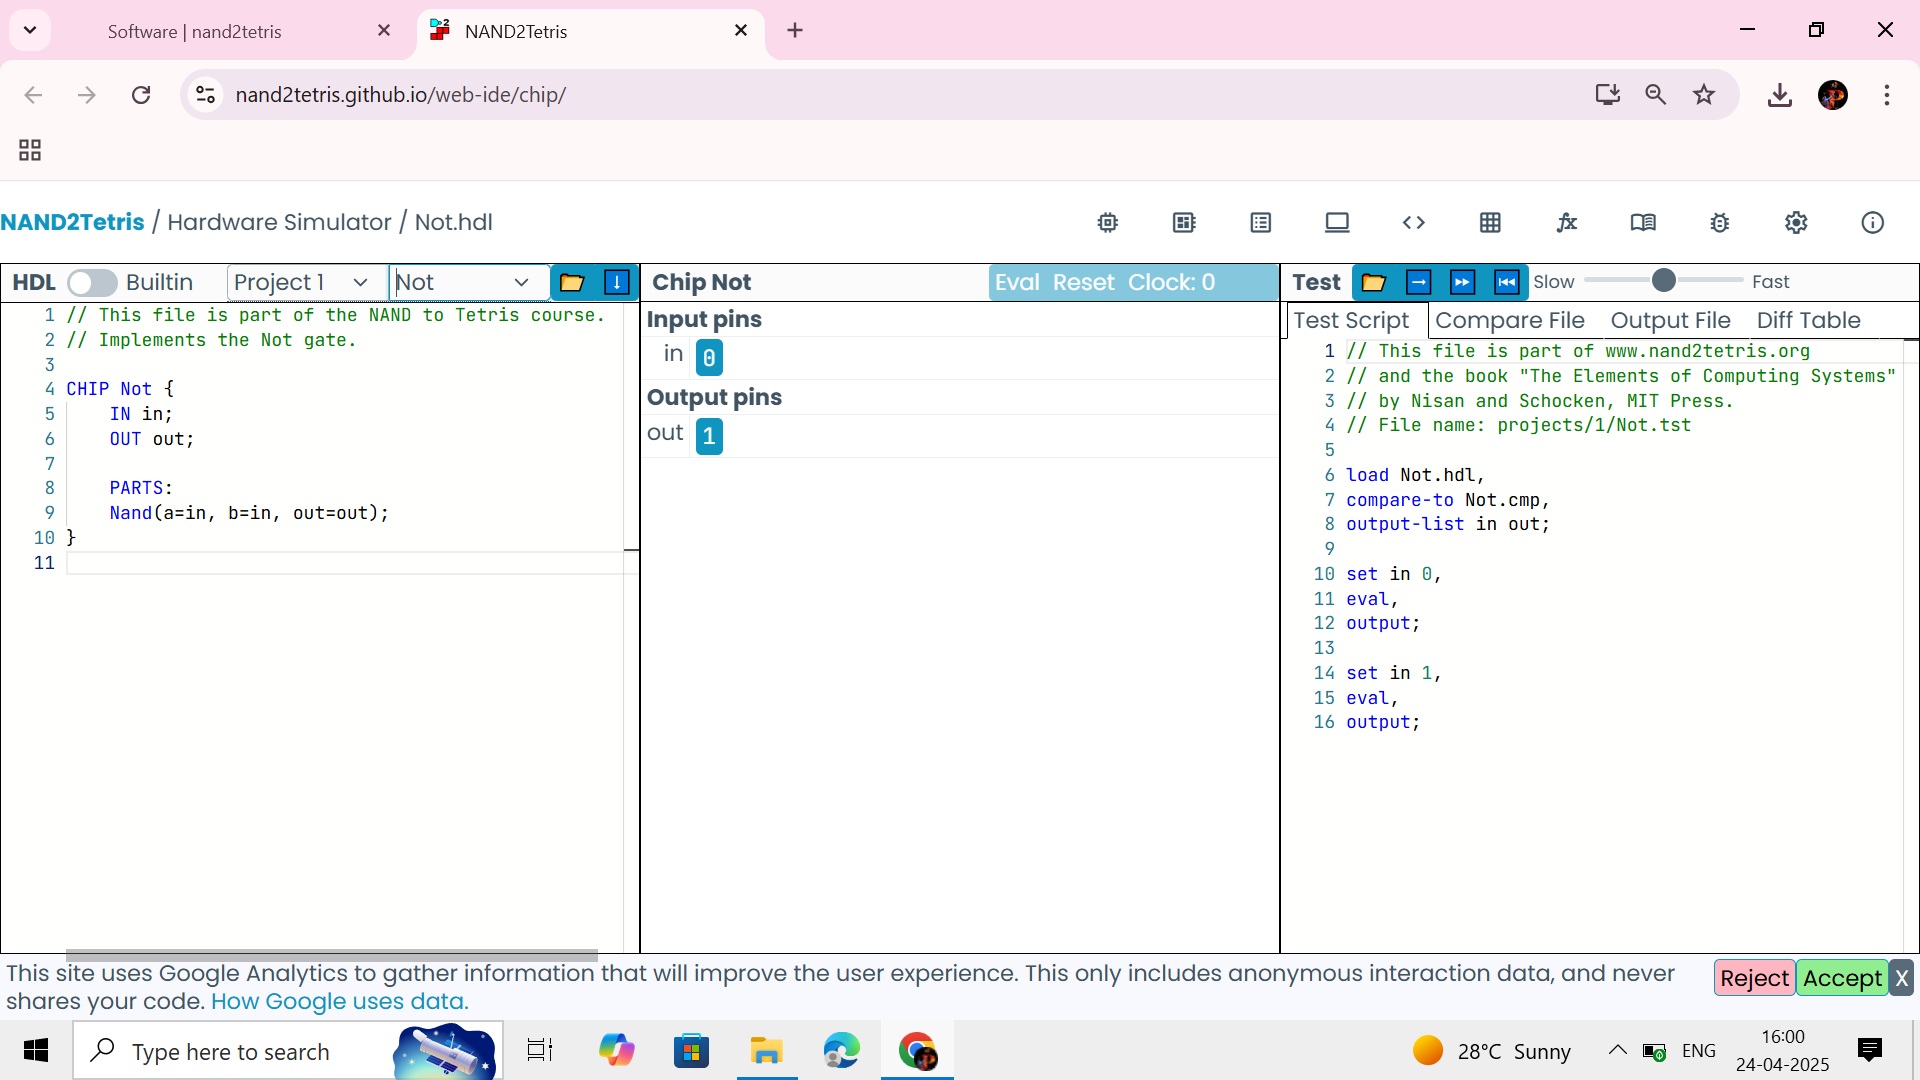 Software | nand2tetris
NAND2Tetris
nand2tetris.github.io/web-ide/chip/
NAND2Tetris / Hardware Simulator / Not.hdl
HDL Builtin Project 1 Not
1 // This file is part of the NAND to Tetris course.
2 // Implements the Not gate.
3
4 CHIP Not {
5 IN in;
6 OUT out;
7
8 PARTS:
9 Nand(a=in, b=in, out=out);
10 }
11
Chip Not Eval Reset Clock: 0
Input pins
in 0
Output pins
out 1
Test Slow Fast
Test Script Compare File Output File Diff Table
1 // This file is part of www.nand2tetris.org
2 // and the book "The Elements of Computing Systems"
3 // by Nisan and Schocken, MIT Press.
4 // File name: projects/1/Not.tst
5
6 load Not.hdl,
7 compare-to Not.cmp,
8 output-list in out;
9
10 set in 0,
11 eval,
12 output;
13
14 set in 1,
15 eval,
16 output;
This site uses Google Analytics to gather information that will improve the user experience. This only includes anonymous interaction data, and never
shares your code. How Google uses data.
Reject Accept X
Type here to search
28°C Sunny
ENG
16:00
24-04-2025